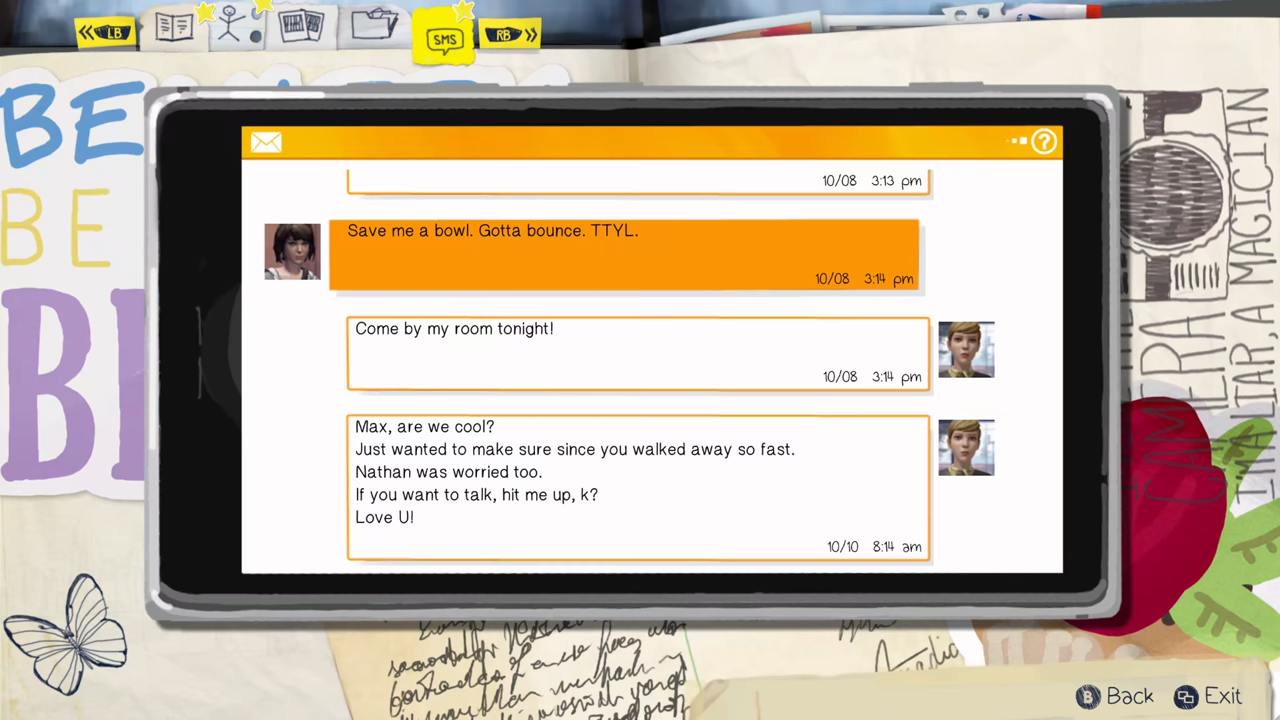 LB
SMS
RB
BE
BE
10/08 3:13 pm
Save me a bowl. Gotta bounce. TTYL.
10/08 3:14 pm
Come by my room tonight!
10/08 3:14 pm
Max, are we cool?
Just wanted to make sure since you walked away so fast.
Nathan was worried too.
If you want to talk, hit me up, k?
Love U!
10/10 8:14 am
CAMERA
LIAR, A MAGICIAN
B Back
Exit